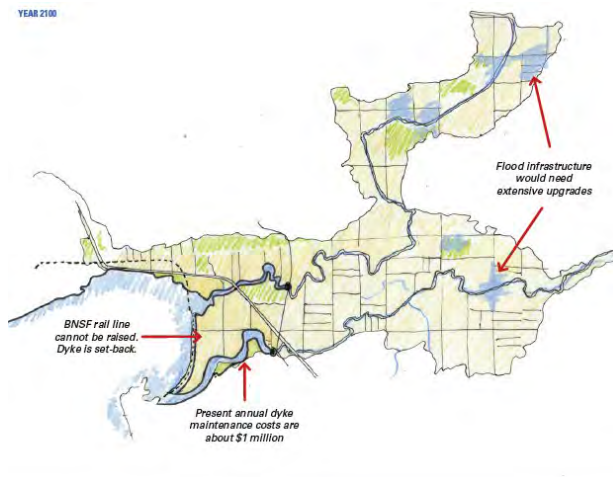 YEAR 2100
Flood infrastructure
would need
extensive upgrades
BNSF rail line
cannot be raised.
Dyke is set-back.
Present annual dyke
maintenance costs are
about $1 million